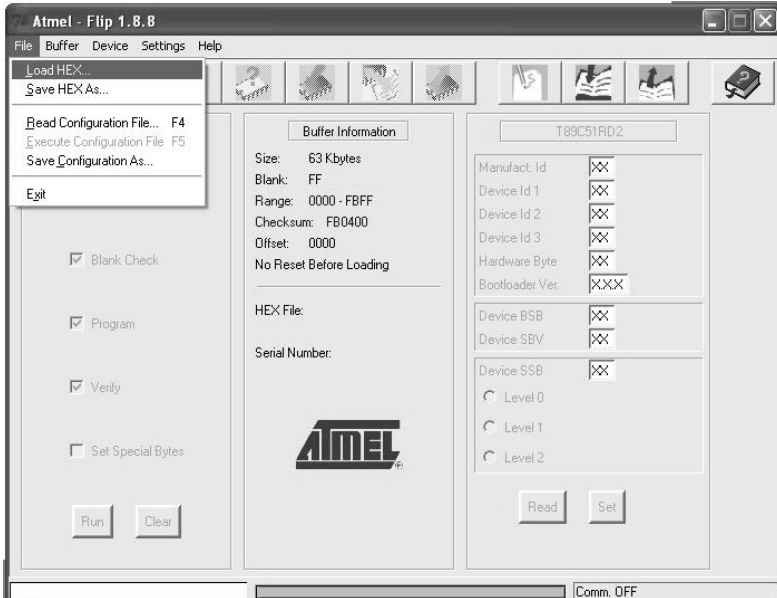 Atmel - Flip 1.8.8
File Buffer Device Settings Help
Load HEX...
Save HEX As...
Read Configuration File... F4
Execute Configuration File F5
Save Configuration As...
Exit
Blank Check
Program
Verify
Set Special Bytes
Run Clear
Buffer Information
Size: 63 Kbytes
Blank: FF
Range: 0000 - FBFF
Checksum: FB0400
Offset: 0000
No Reset Before Loading
HEX File:
Serial Number:
ATMEL®
T89C51RD2
Manufact. Id XX
Device Id 1 XX
Device Id 2 XX
Device Id 3 XX
Hardware Byte XX
Bootloader Ver. XXX
Device BSB XX
Device SBV XX
Device SSB XX
Level 0
Level 1
Level 2
Read Set
Comm. OFF